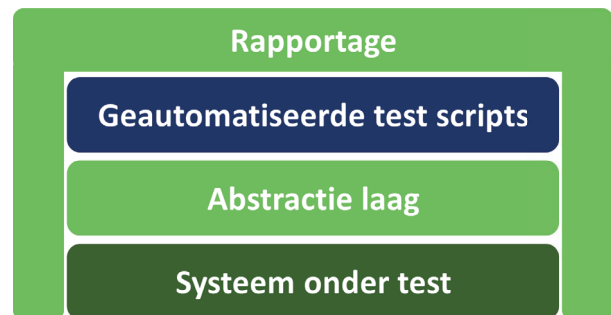 Rapportage
Geautomatiseerde test scripts
Abstractie laag
Systeem onder test